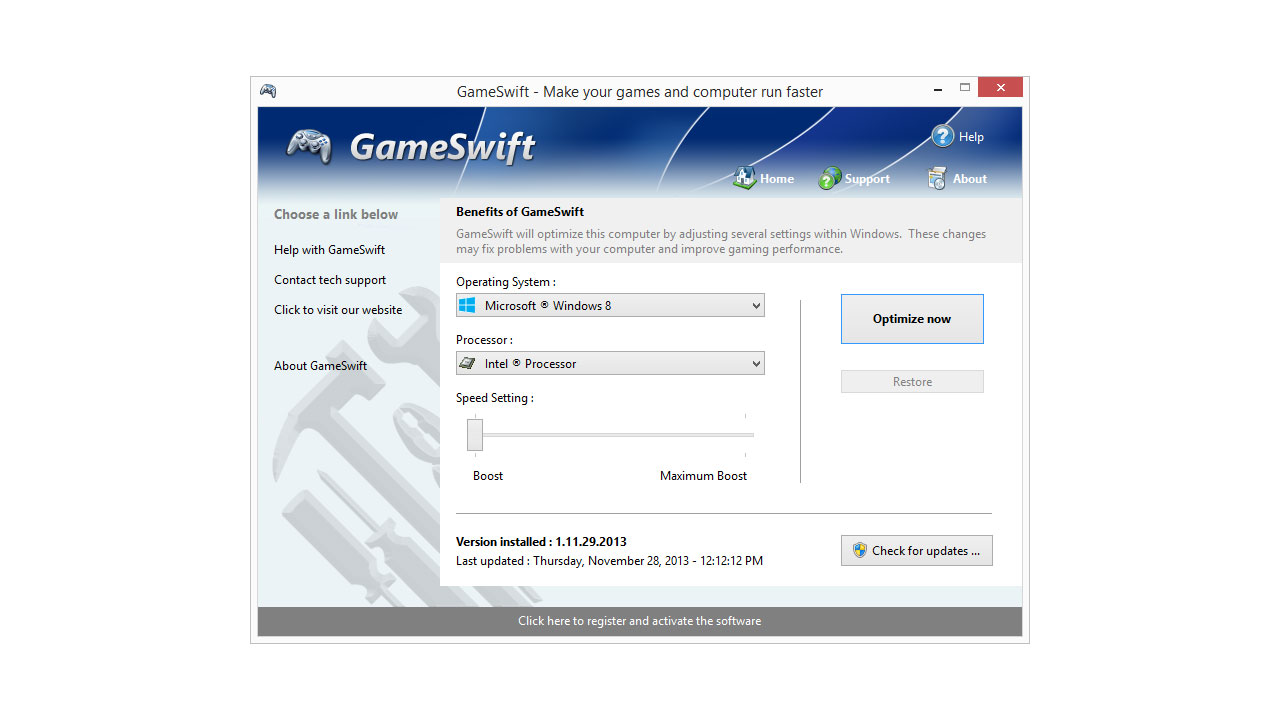 GameSwift - Make your games and computer run faster
GameSwift
Help
Home
Support
About
Choose a link below
Help with GameSwift
Contact tech support
Click to visit our website
About GameSwift
Benefits of GameSwift
GameSwift will optimize this computer by adjusting several settings within Windows.  These changes
may fix problems with your computer and improve gaming performance.
Operating System :
Microsoft ® Windows 8
Processor :
Intel ® Processor
Speed Setting :
Boost
Maximum Boost
Optimize now
Restore
Version installed : 1.11.29.2013
Last updated : Thursday, November 28, 2013 - 12:12:12 PM
Check for updates ...
Click here to register and activate the software